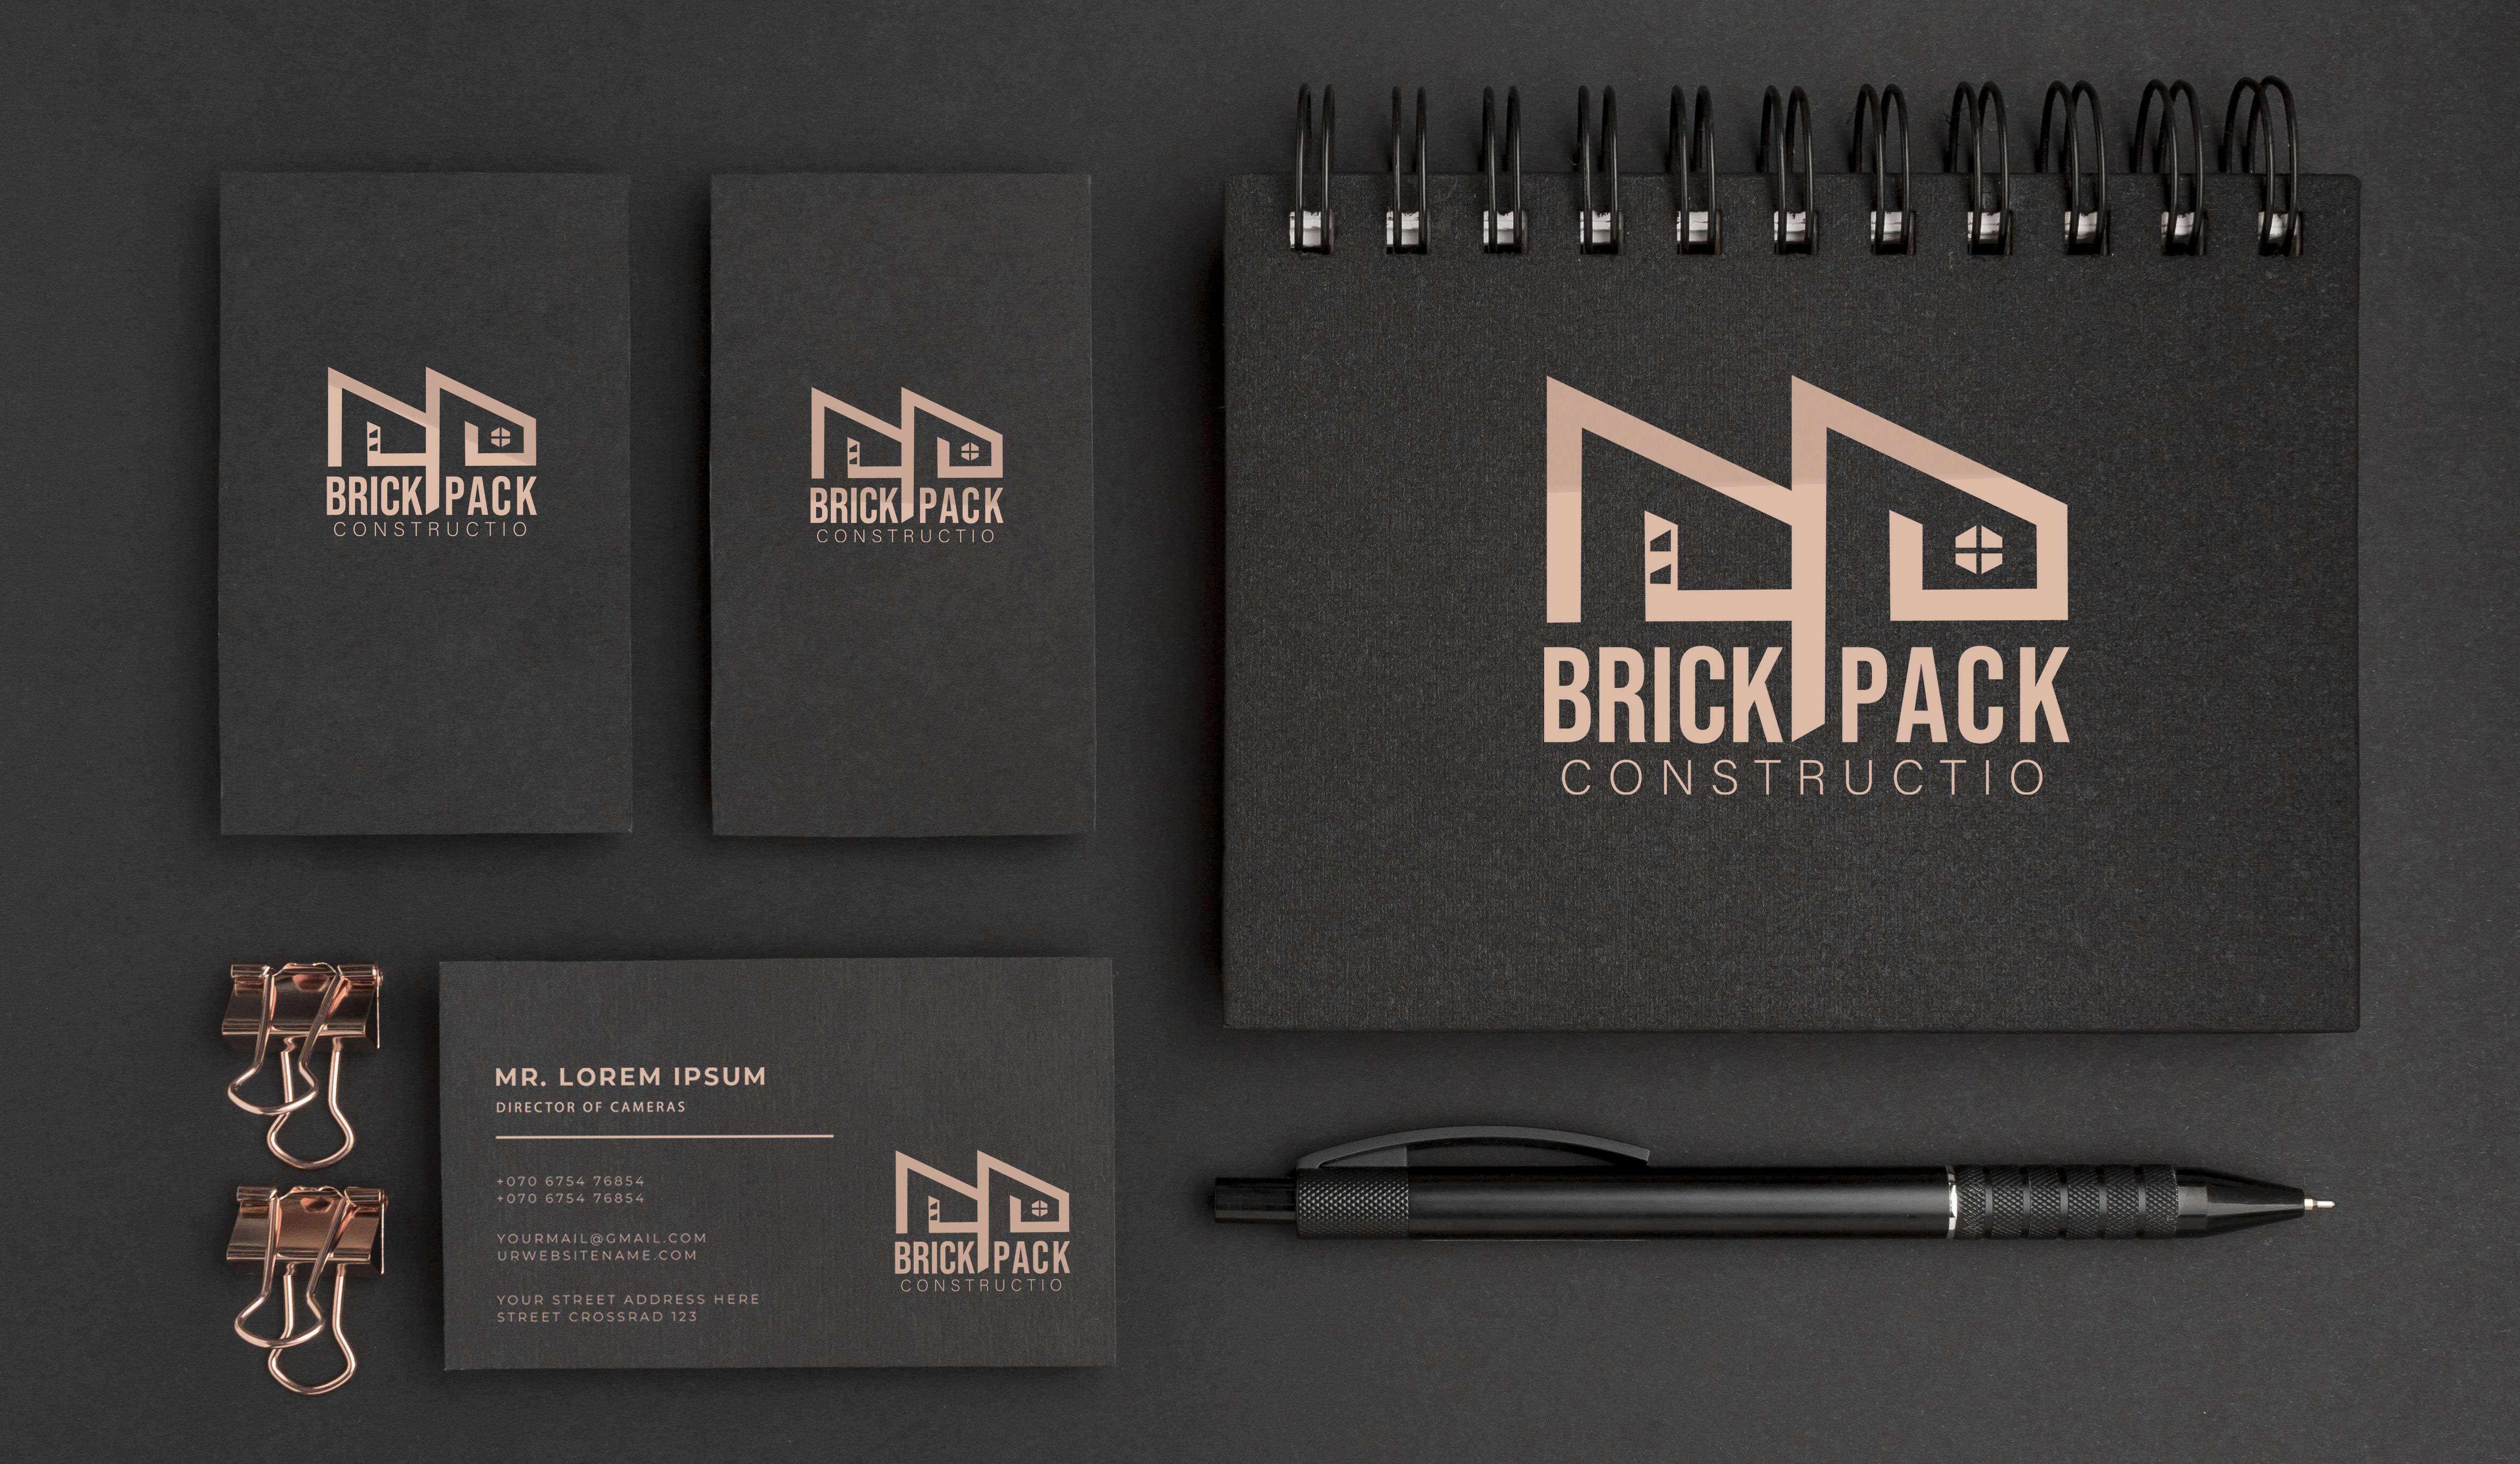 BRICK PACK
CONSTRUCTIO
BRICK PACK
CONSTRUCTIO
BRICK PACK
CONSTRUCTIO
MR. LOREM IPSUM
DIRECTOR OF CAMERAS
+070 6754 76854
+070 6754 76854
YOURMAIL@GMAIL.COM
URWEBSITENAME.COM
YOUR STREET ADDRESS HERE
STREET CROSSRAD 123
BRICK PACK
CONSTRUCTIO